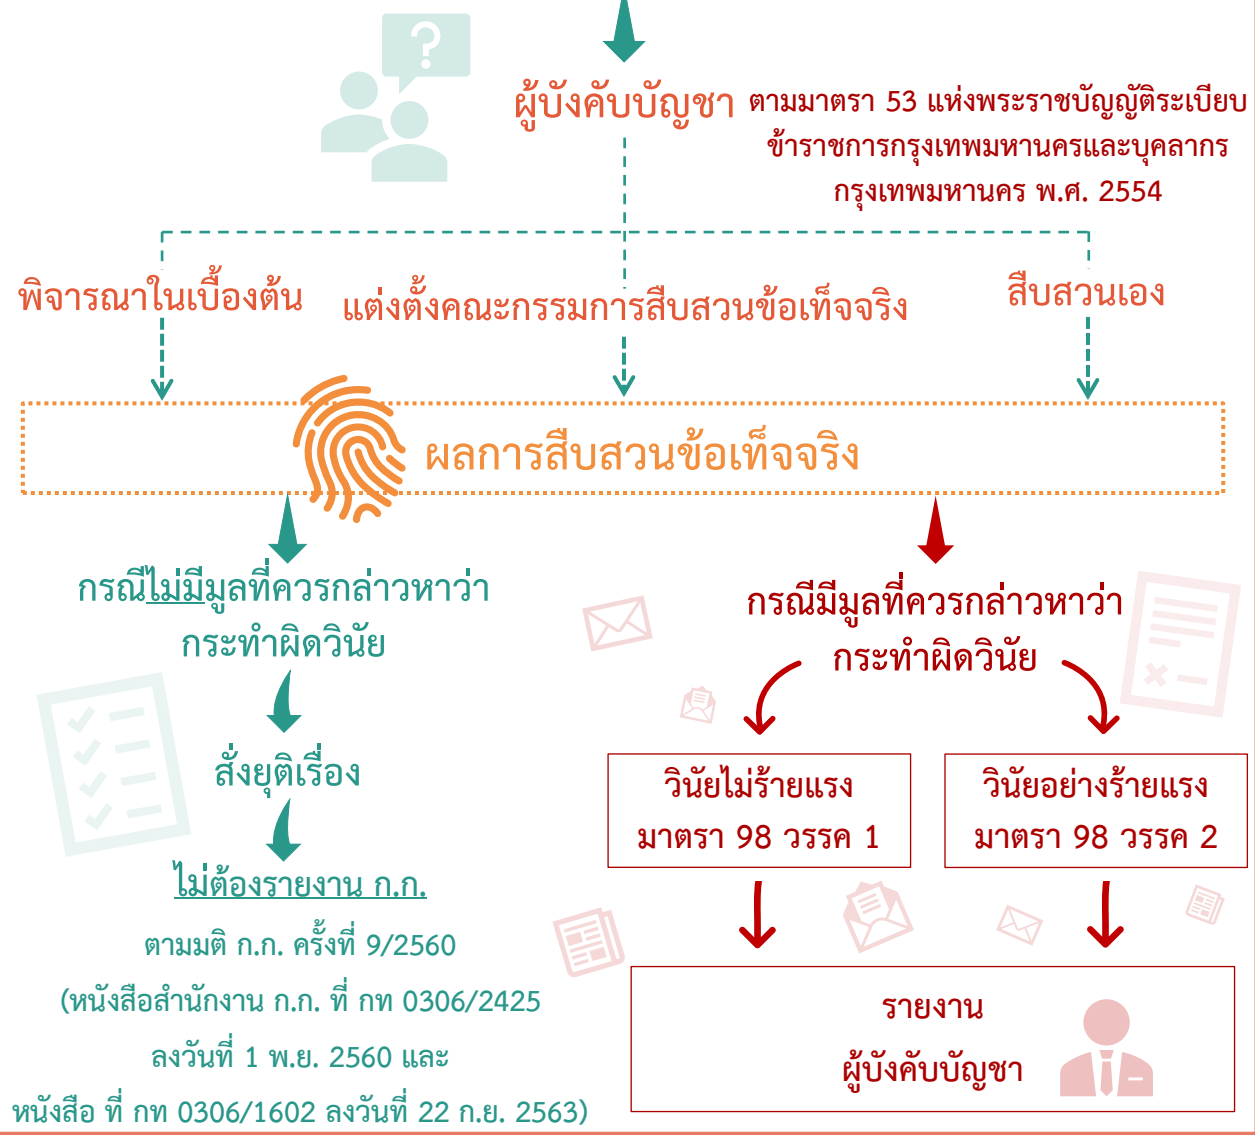 ?
ผู้บังคับบัญชา
ตามมาตรา 53 แห่งพระราชบัญญัติระเบียบ
ข้าราชการกรุงเทพมหานครและบุคลากร
กรุงเทพมหานคร พ.ศ. 2554
พิจารณาในเบื้องต้น
แต่งตั้งคณะกรรมการสืบสวนข้อเท็จจริง
สืบสวนเอง
ผลการสืบสวนข้อเท็จจริง
กรณีไม่มีมูลที่ควรกล่าวหาว่า
กระทำผิดวินัย
สั่งยุติเรื่อง
ไม่ต้องรายงาน ก.ก.
ตามมติ ก.ก. ครั้งที่ 9/2560
(หนังสือสำนักงาน ก.ก. ที่ กท 0306/2425
ลงวันที่ 1 พ.ย. 2560 และ
หนังสือ ที่ กท 0306/1602 ลงวันที่ 22 ก.ย. 2563)
กรณีมีมูลที่ควรกล่าวหาว่า
กระทำผิดวินัย
วินัยไม่ร้ายแรง
มาตรา 98 วรรค 1
วินัยอย่างร้ายแรง
มาตรา 98 วรรค 2
รายงาน
ผู้บังคับบัญชา